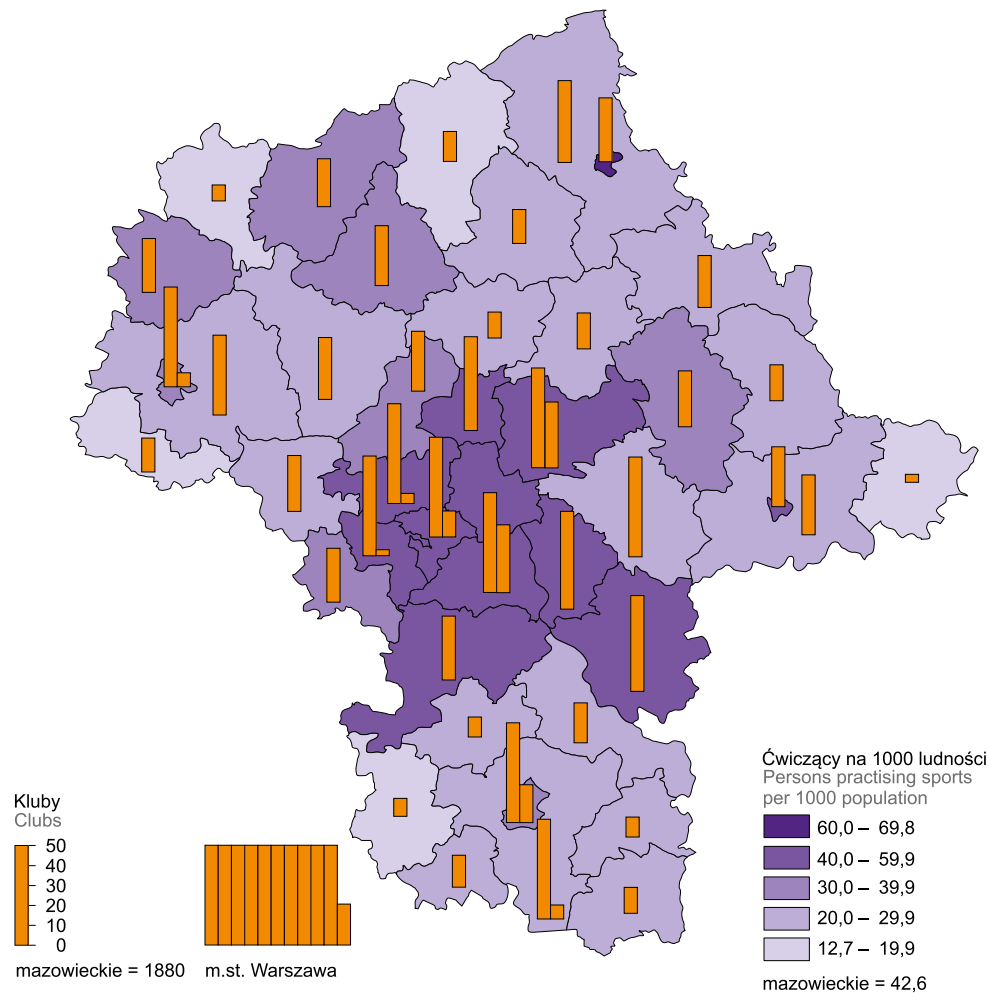 Kluby
Clubs
50
40
30
20
10
0
mazowieckie = 1880
m.st. Warszawa
Ćwiczący na 1000 ludności
Persons practising sports
per 1000 population
60,0 – 69,8
40,0 – 59,9
30,0 – 39,9
20,0 – 29,9
12,7 – 19,9
mazowieckie = 42,6